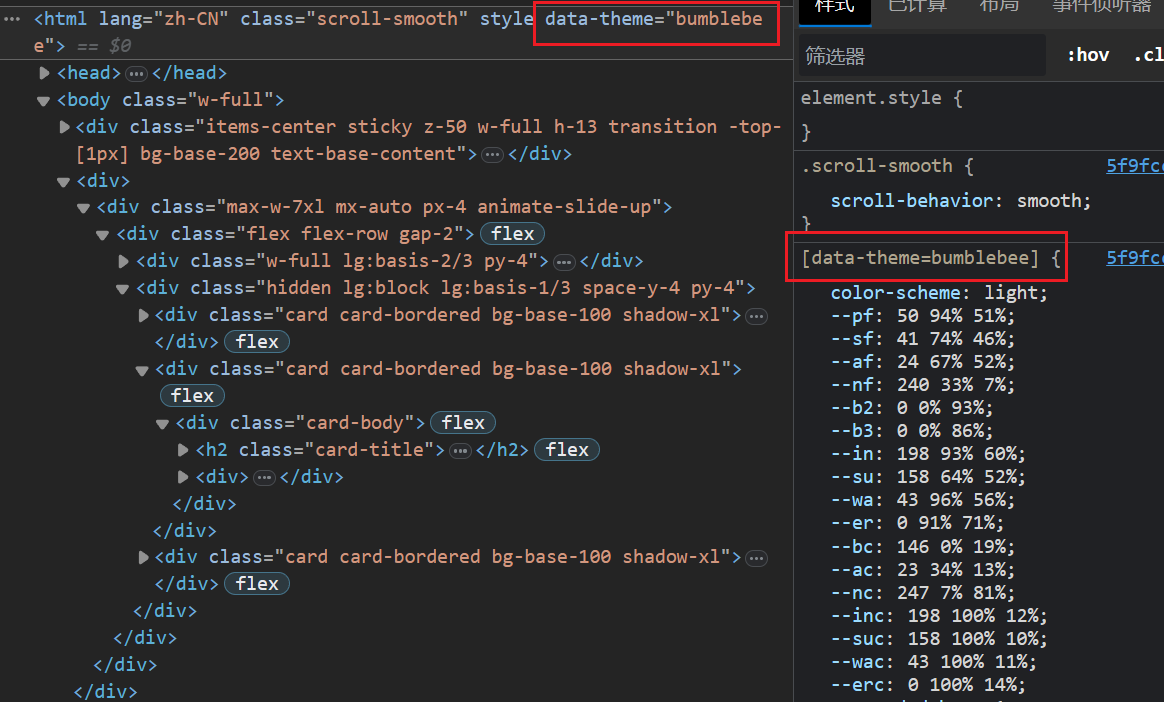 <html lang="zh-CN" class="scroll-smooth" style data-theme="bumblebe
e"> == $0
<head> … </head>
<body class="w-full">
<div class="items-center sticky z-50 w-full h-13 transition -top-
[1px] bg-base-200 text-base-content"> … </div>
<div>
<div class="max-w-7xl mx-auto px-4 animate-slide-up">
<div class="flex flex-row gap-2"> flex
<div class="w-full lg:basis-2/3 py-4"> … </div>
<div class="hidden lg:block lg:basis-1/3 space-y-4 py-4">
<div class="card card-bordered bg-base-100 shadow-xl"> …
</div> flex
<div class="card card-bordered bg-base-100 shadow-xl">
flex
<div class="card-body"> flex
<h2 class="card-title"> … </h2> flex
<div> … </div>
</div>
</div>
<div class="card card-bordered bg-base-100 shadow-xl"> …
</div> flex
</div>
</div>
</div>
</div>
样式 已计算 布局 事件侦听器
筛选器 :hov .cl
element.style {
}
.scroll-smooth { 5f9fcc
scroll-behavior: smooth;
}
[data-theme=bumblebee] { 5f9fcc
color-scheme: light;
--pf: 50 94% 51%;
--sf: 41 74% 46%;
--af: 24 67% 52%;
--nf: 240 33% 7%;
--b2: 0 0% 93%;
--b3: 0 0% 86%;
--in: 198 93% 60%;
--su: 158 64% 52%;
--wa: 43 96% 56%;
--er: 0 91% 71%;
--bc: 146 0% 19%;
--ac: 23 34% 13%;
--nc: 247 7% 81%;
--inc: 198 100% 12%;
--suc: 158 100% 10%;
--wac: 43 100% 11%;
--erc: 0 100% 14%;